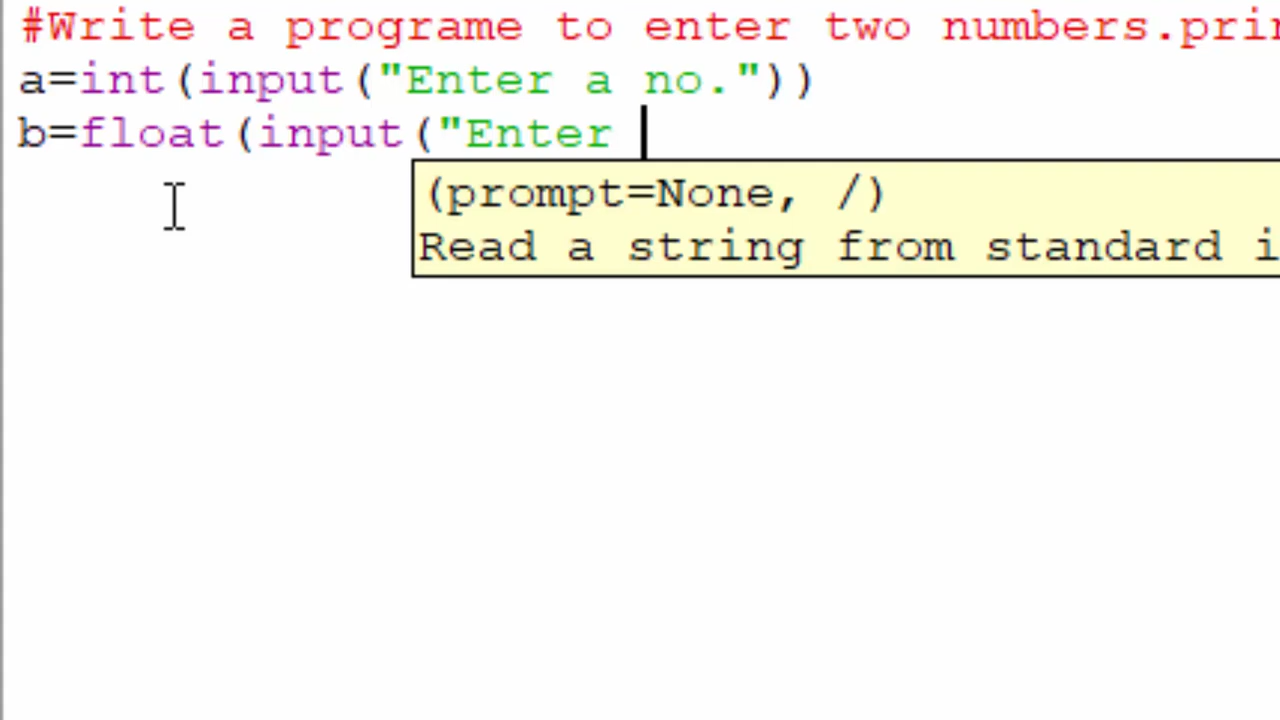 #Write a programe to enter two numbers.prin
a=int(input("Enter a no."))
b=float(input("Enter
(prompt=None, /)
Read a string from standard i